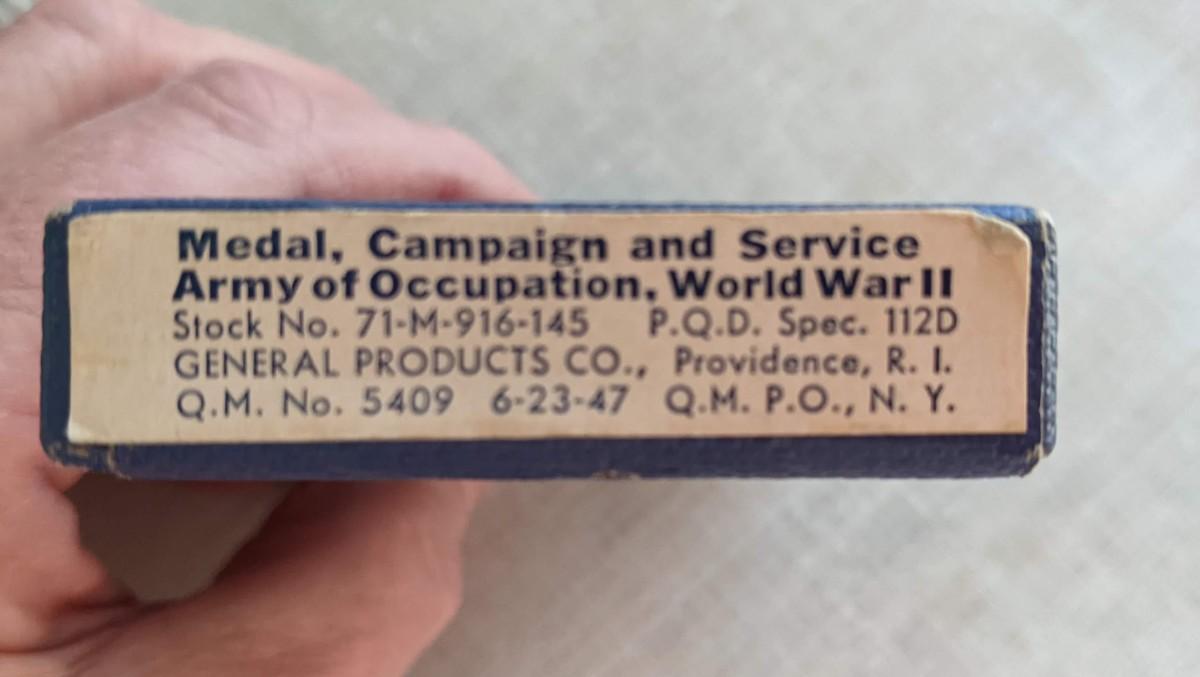 Medal, Campaign and Service
Army of Occupation, World War II
Stock No. 71-M-916-145 P.Q.D. Spec. 112D
GENERAL PRODUCTS CO., Providence, R. I.
Q.M. No. 5409 6-23-47 Q.M. P.O., N. Y.